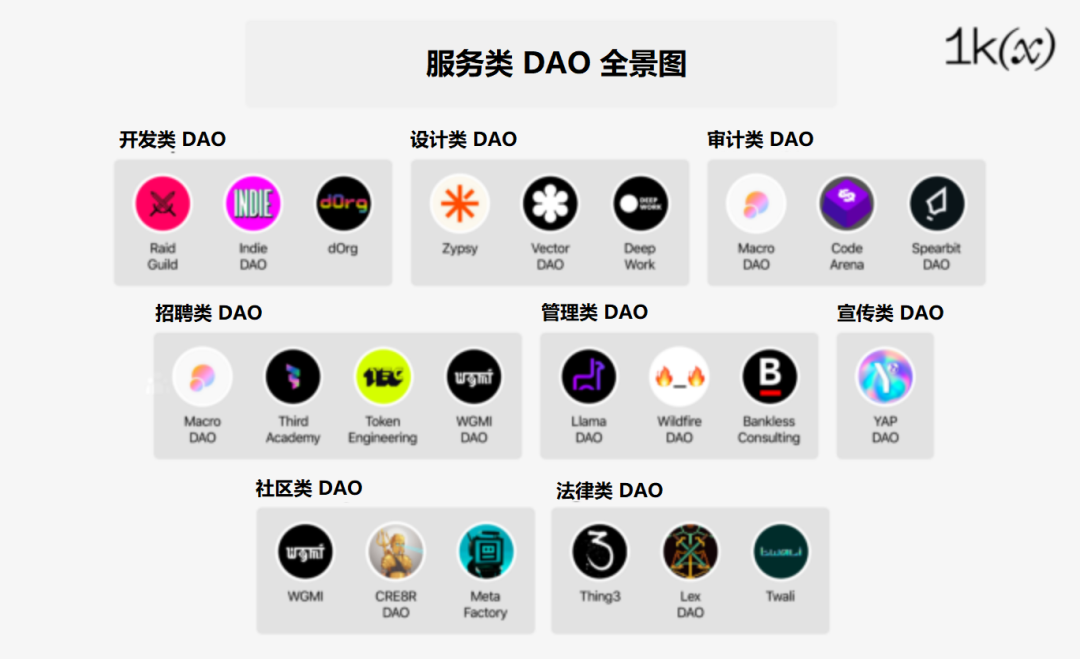 服务类 DAO 全景图
1k(x)
开发类 DAO
设计类 DAO
审计类 DAO
INDIE
dOrg
DEEP
WORK
Raid
Guild
Indie
DAO
dOrg
Zypsy
Vector
DAO
Deep
Work
Macro
DAO
Code
Arena
Spearbit
DAO
招聘类 DAO
管理类 DAO
宣传类 DAO
TEC
wgmi
B
Macro
DAO
Third
Academy
Token
Engineering
WGMI
DAO
Llama
DAO
Wildfire
DAO
Bankless
Consulting
YAP
DAO
社区类 DAO
法律类 DAO
wgmi
3
WGMI
CRE8R
DAO
Meta
Factory
Thing3
Lex
DAO
Twali